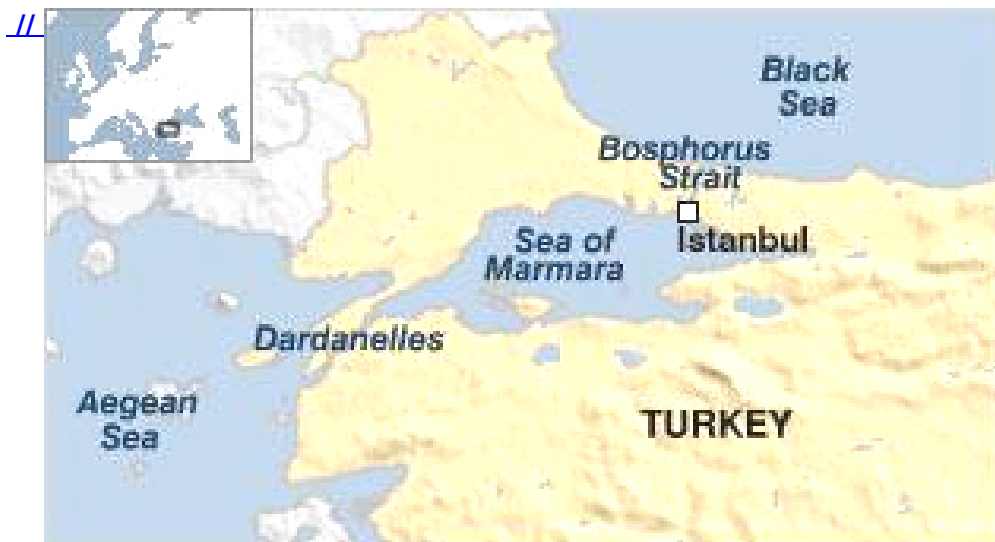 //
Black
Sea
Bosphorus
Strait
Istanbul
Sea of
Marmara
Dardanelles
Aegean
Sea
TURKEY